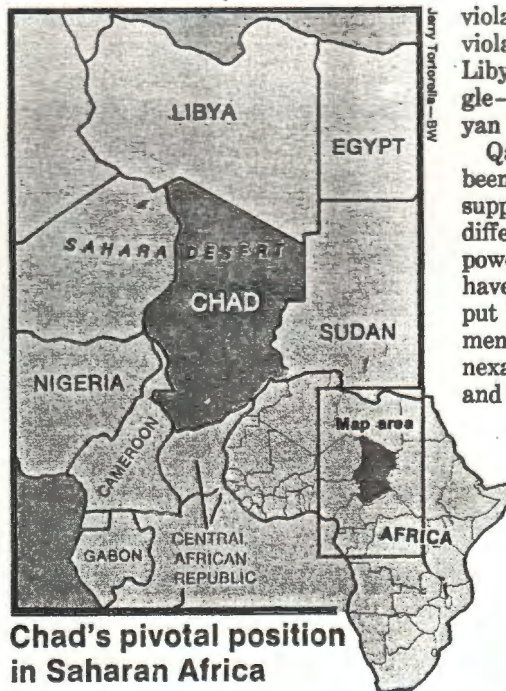 Jerry Tortorella—BW
LIBYA
EGYPT
SAHARA DESERT
CHAD
SUDAN
NIGERIA
CAMEROON
Map area
GABON
CENTRAL
AFRICAN
REPUBLIC
AFRICA
Chad's pivotal position
in Saharan Africa
viola
viola
Liby
gle—
yan
Qa
been
supp
diffe
powe
have
put
men
nexa
and